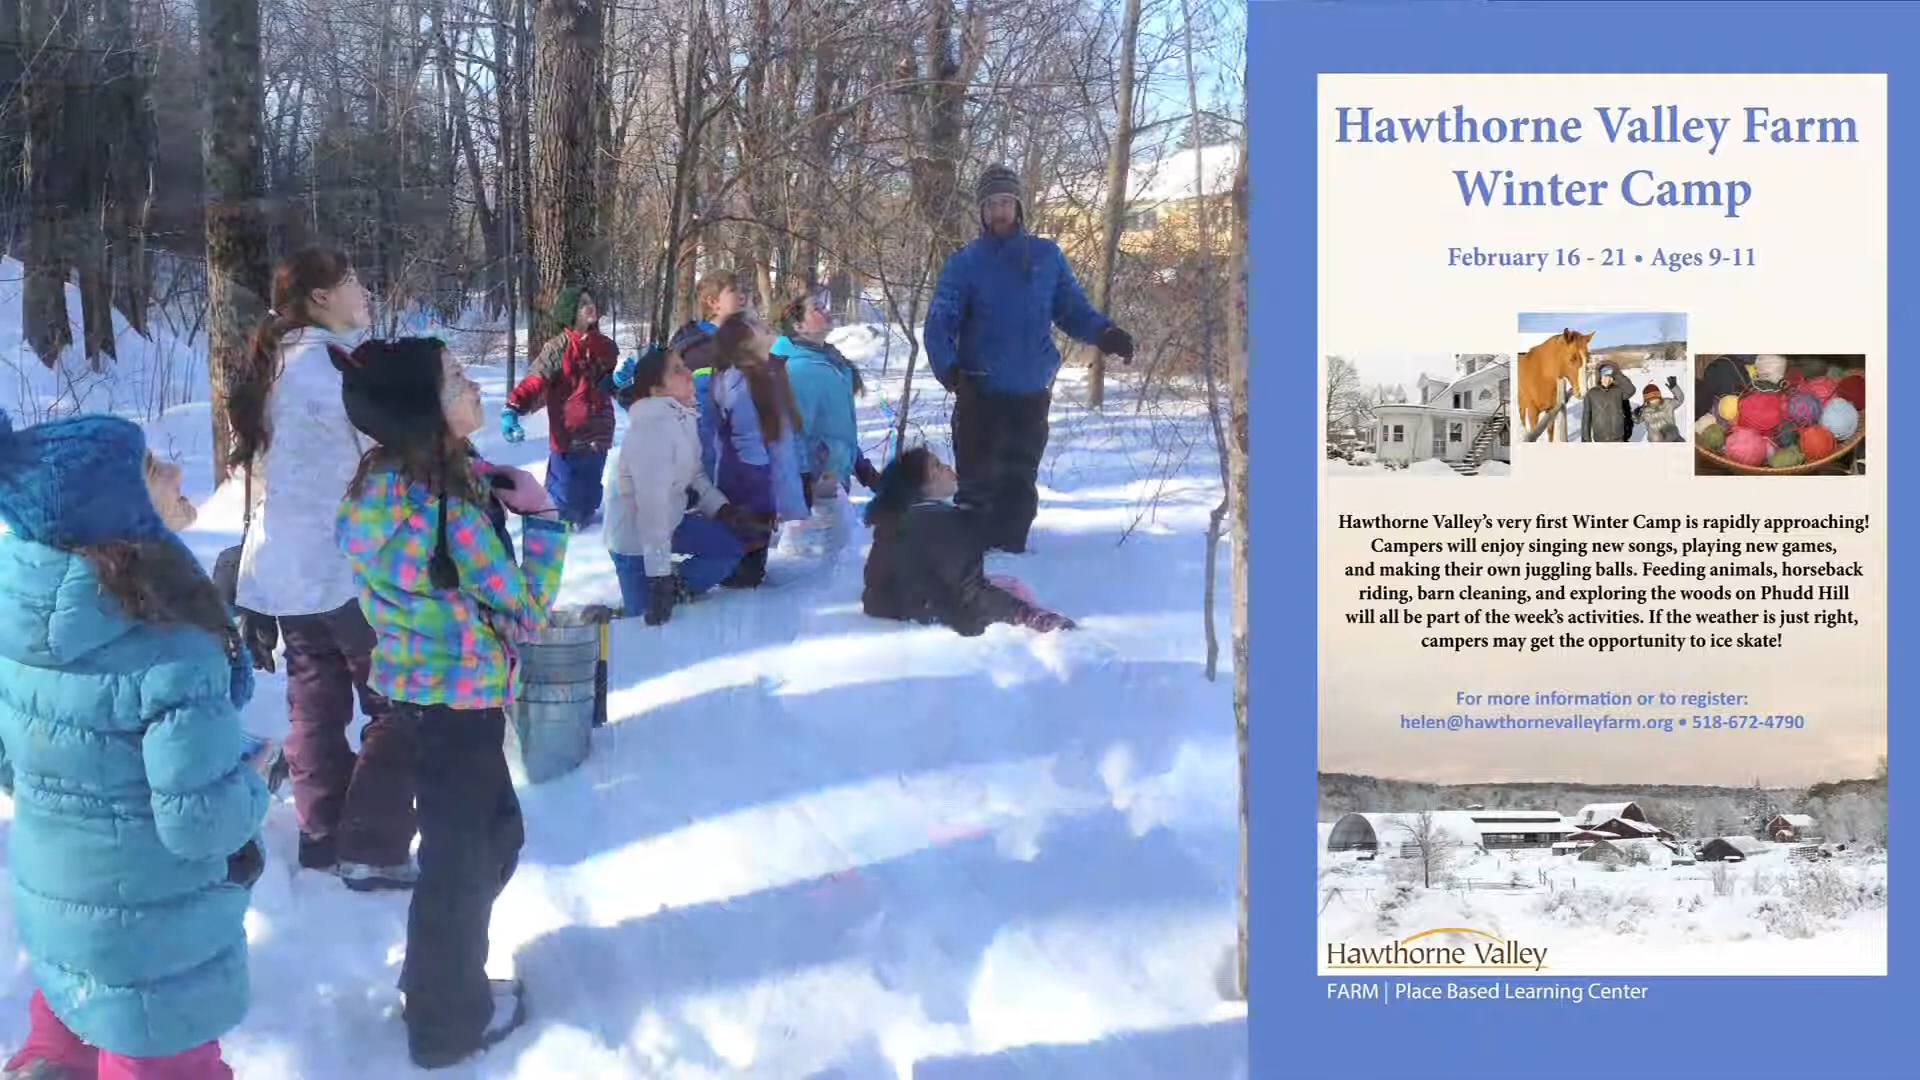 Hawthorne Valley Farm
Winter Camp
February 16 - 21 • Ages 9-11
Hawthorne Valley's very first Winter Camp is rapidly approaching!
Campers will enjoy singing new songs, playing new games,
and making their own juggling balls. Feeding animals, horseback
riding, barn cleaning, and exploring the woods on Phudd Hill
will all be part of the week's activities. If the weather is just right,
campers may get the opportunity to ice skate!
For more information or to register:
helen@hawthornevalleyfarm.org • 518-672-4790
Hawthorne Valley
FARM | Place Based Learning Center